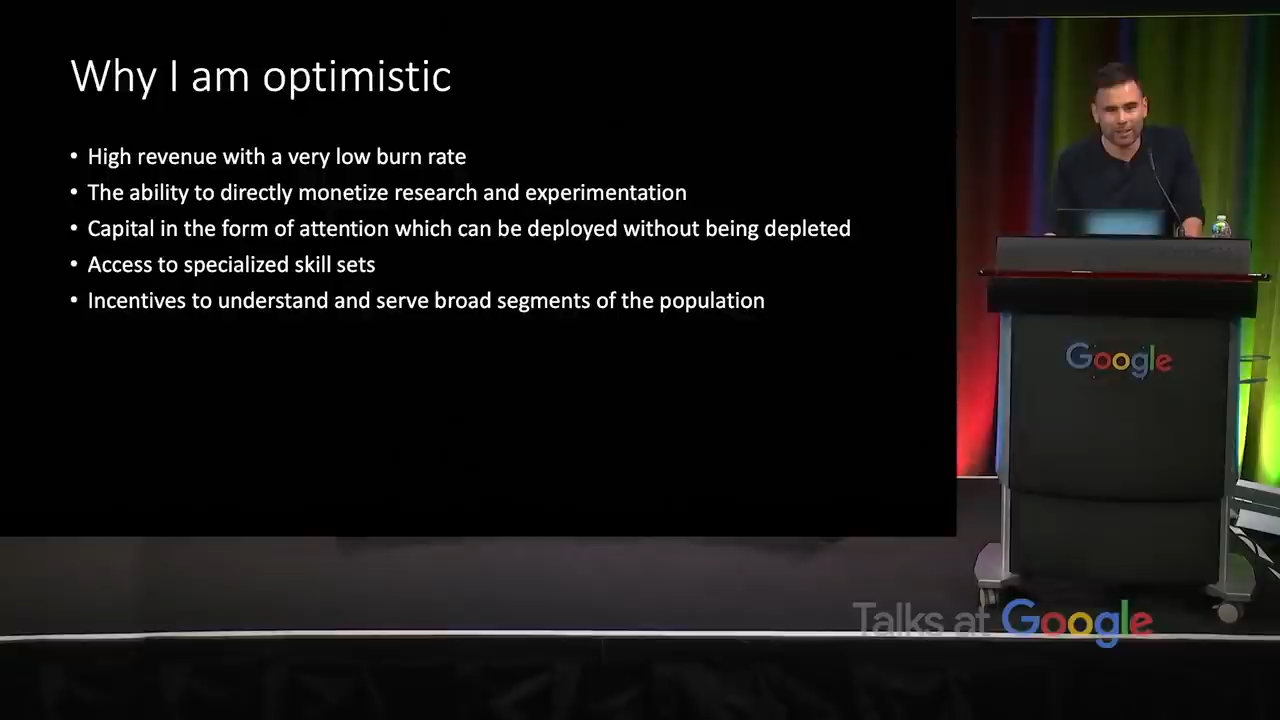 Why I am optimistic
• High revenue with a very low burn rate
• The ability to directly monetize research and experimentation
• Capital in the form of attention which can be deployed without being depleted
• Access to specialized skill sets
• Incentives to understand and serve broad segments of the population
Google
Talks at Google